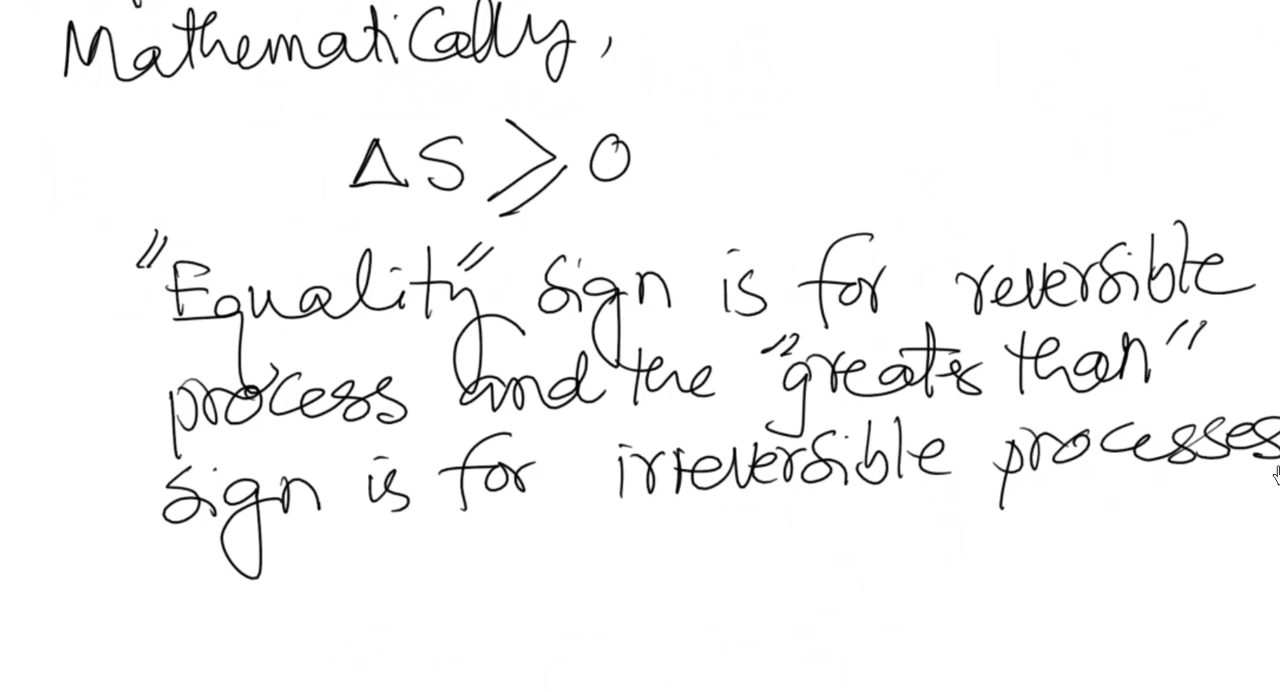 Mathematically,
ΔS ⩾ 0
"Equality" sign is for reversible
process and the "greater than"
sign is for irreversible processes